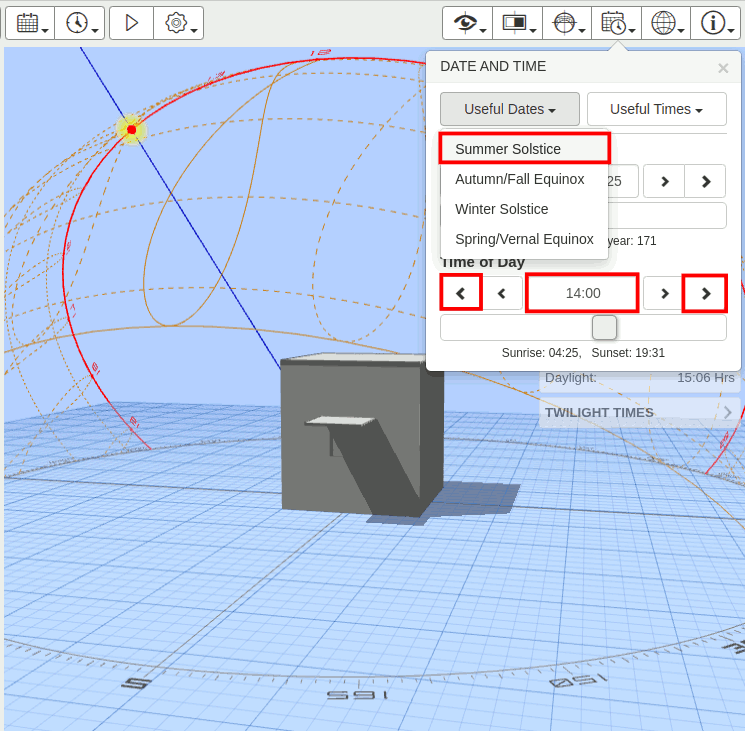 DATE AND TIME
×
Useful Dates
Useful Times
Summer Solstice
Autumn/Fall Equinox
25
Winter Solstice
Spring/Vernal Equinox
year: 171
Time of Day
14:00
Sunrise: 04:25, Sunset: 19:31
Daylight: 15:06 Hrs
TWILIGHT TIMES
S
165
150